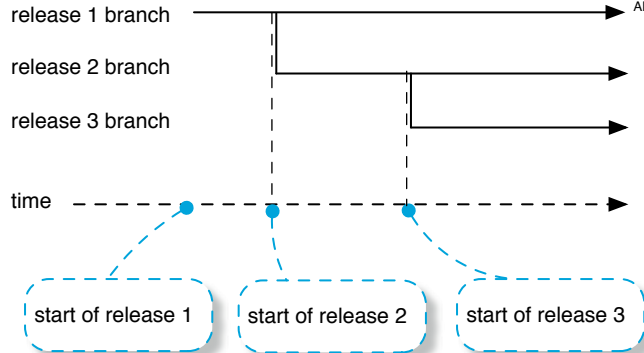 release 1 branch
release 2 branch
release 3 branch
time
start of release 1
start of release 2
start of release 3